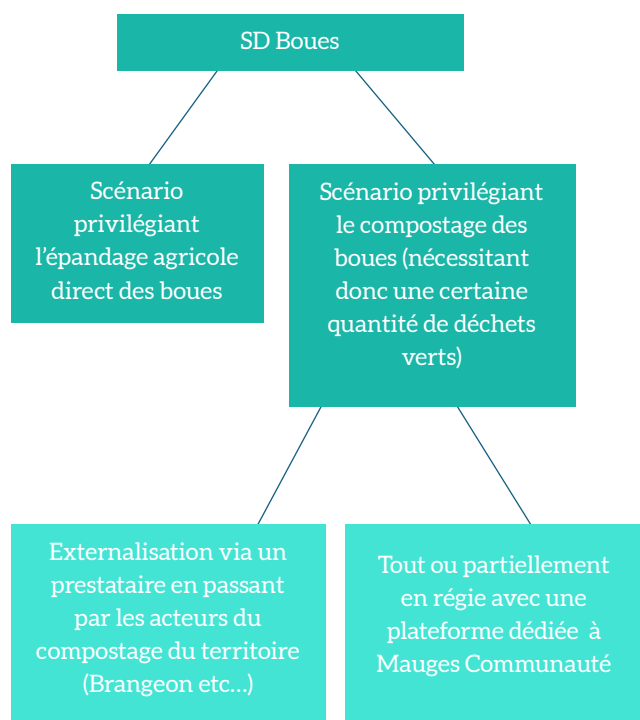 SD Boues
Scénario
privilégiant
l'épandage agricole
direct des boues
Scénario privilégiant
le compostage des
boues (nécessitant
donc une certaine
quantité de déchets
verts)
Externalisation via un
prestataire en passant
par les acteurs du
compostage du territoire
(Brangeon etc...)
Tout ou partiellement
en régie avec une
plateforme dédiée à
Mauges Communauté